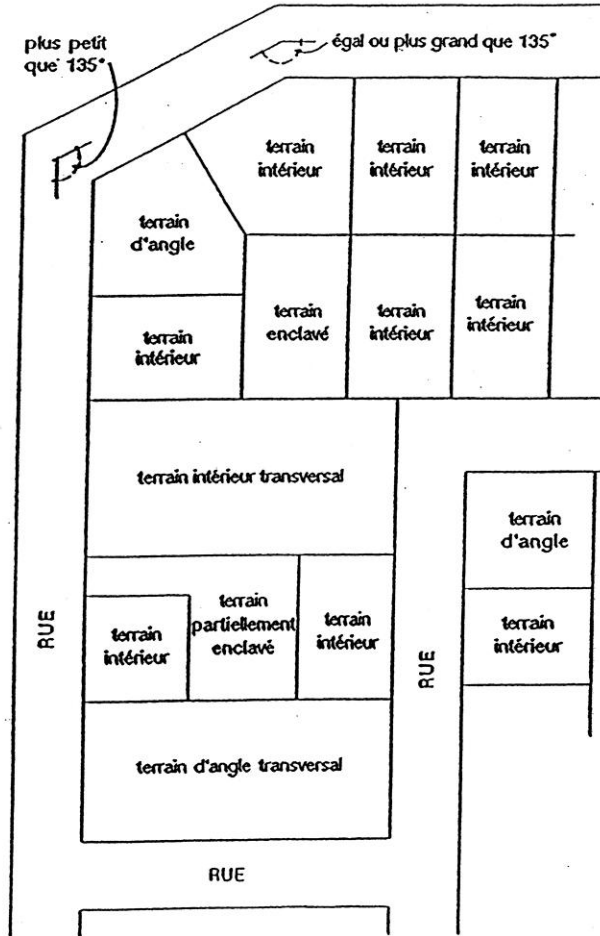 plus petit
que 135°
égal ou plus grand que 135°
terrain
intérieur
terrain
intérieur
terrain
intérieur
terrain
d'angle
terrain
intérieur
terrain
enclavé
terrain
intérieur
terrain
intérieur
terrain intérieur transversal
terrain
d'angle
terrain
intérieur
terrain
partiellement
enclavé
terrain
intérieur
terrain
intérieur
RUE
RUE
terrain d'angle transversal
RUE